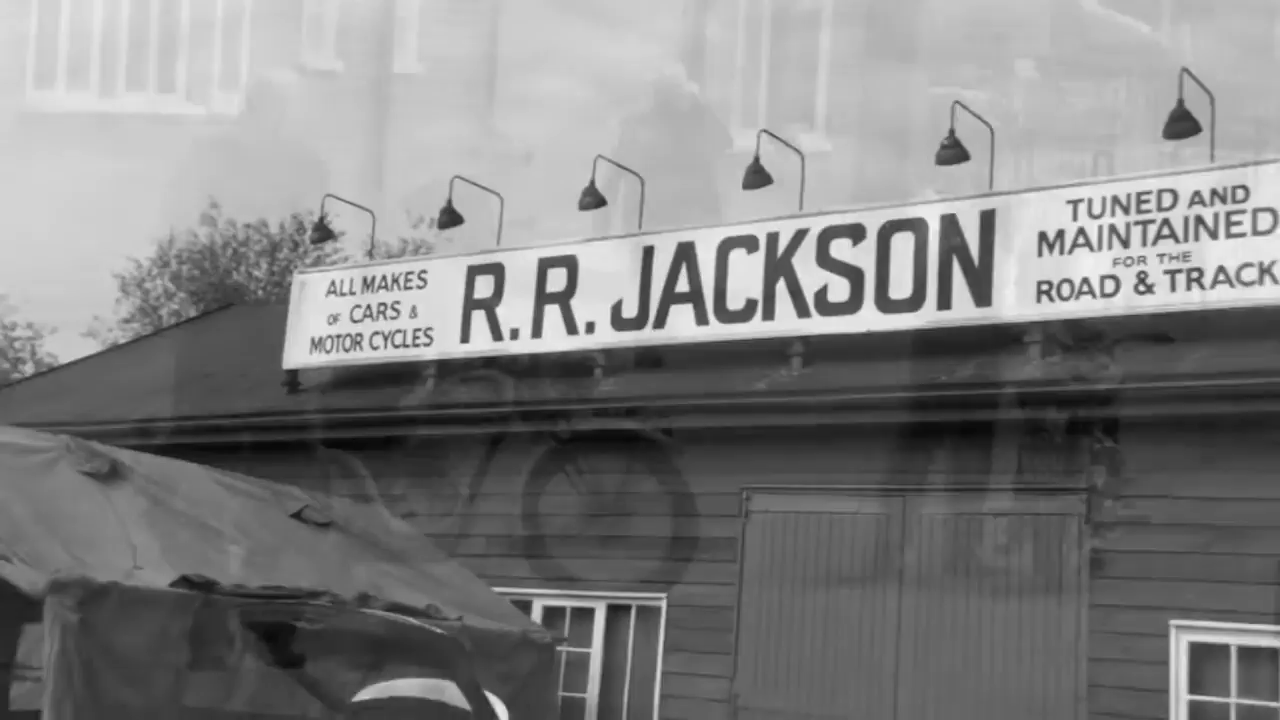 ALL MAKES
OF CARS &
MOTOR CYCLES
R.R. JACKSON
TUNED AND
MAINTAINED
FOR THE
ROAD & TRACK